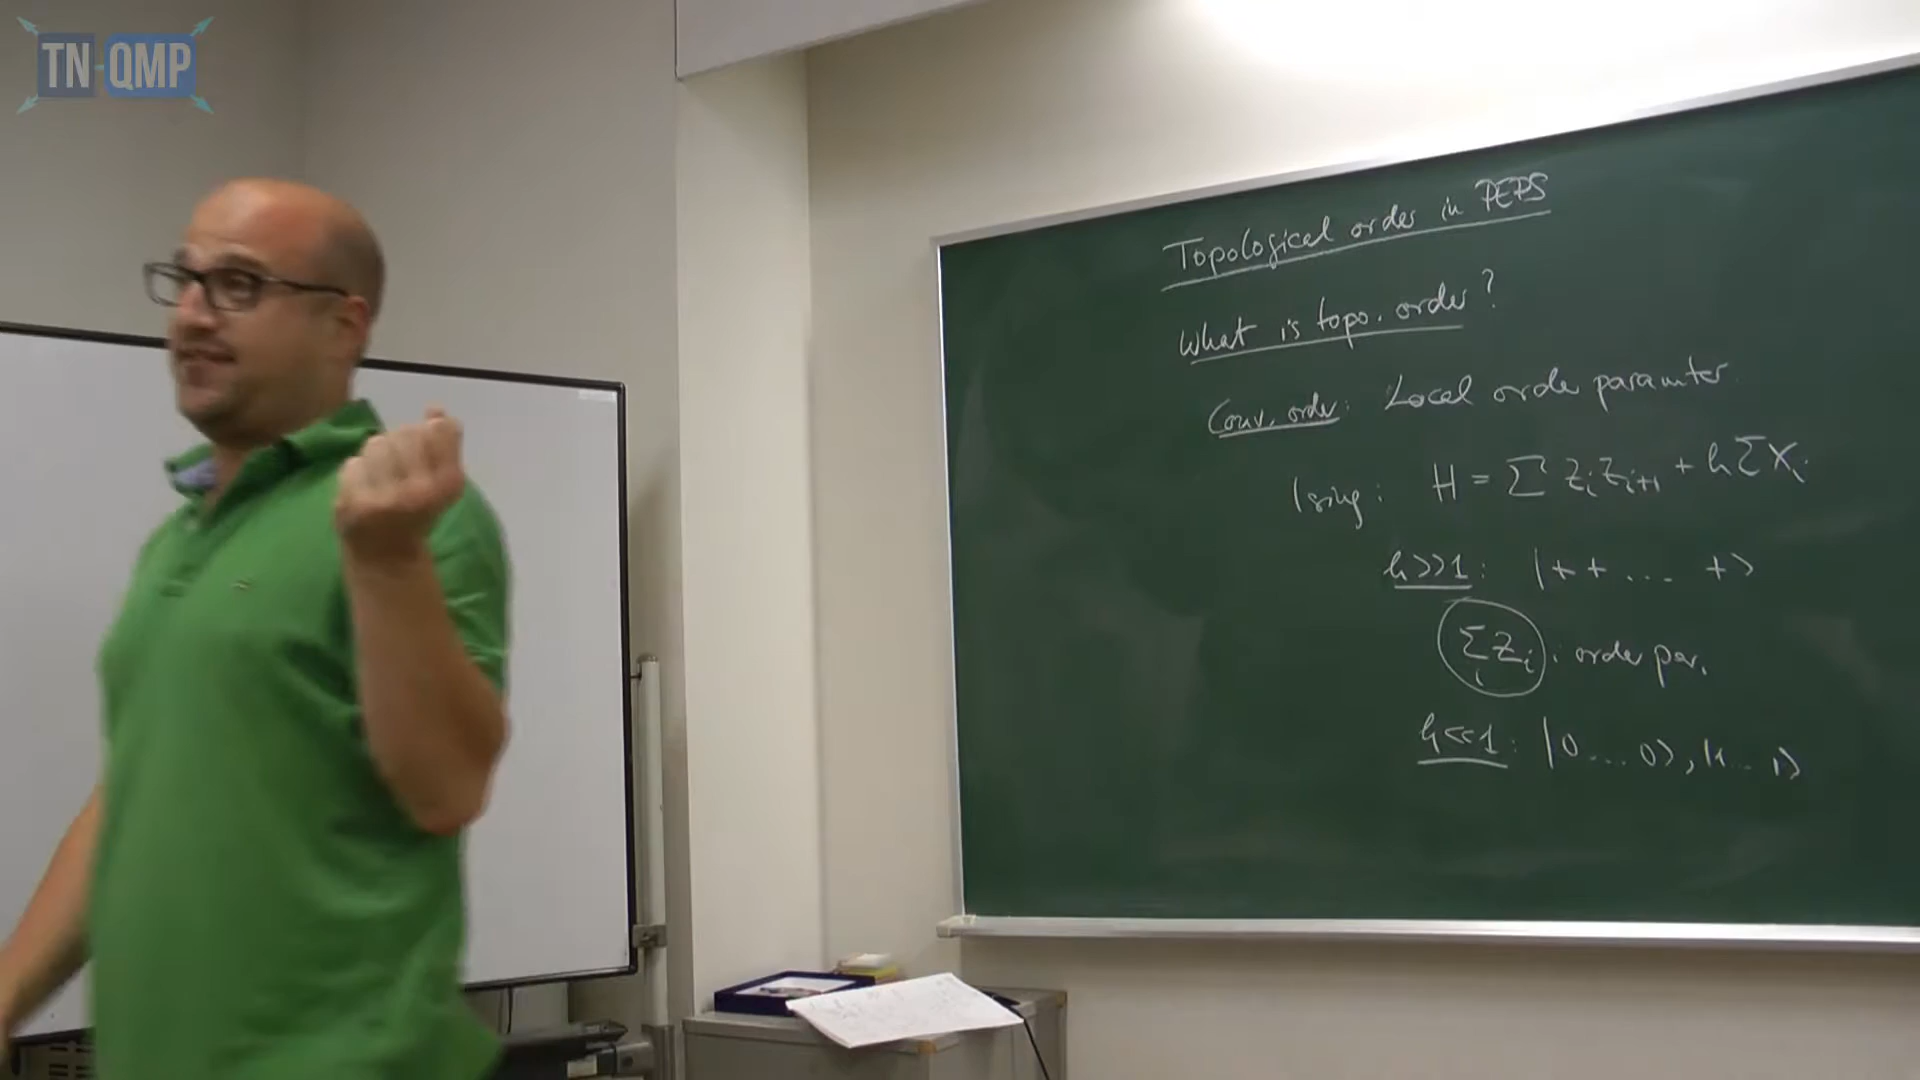 TN-QMP
Topological order in PEPS
What is topo. order?
Conv. order: Local order paramter
Ising: H = Σ Z_i Z_{i+1} + h Σ X_i
h>>1: |++ ... +>
Σ_i Z_i : order par.
h<<1: |0...0>, |1...1>